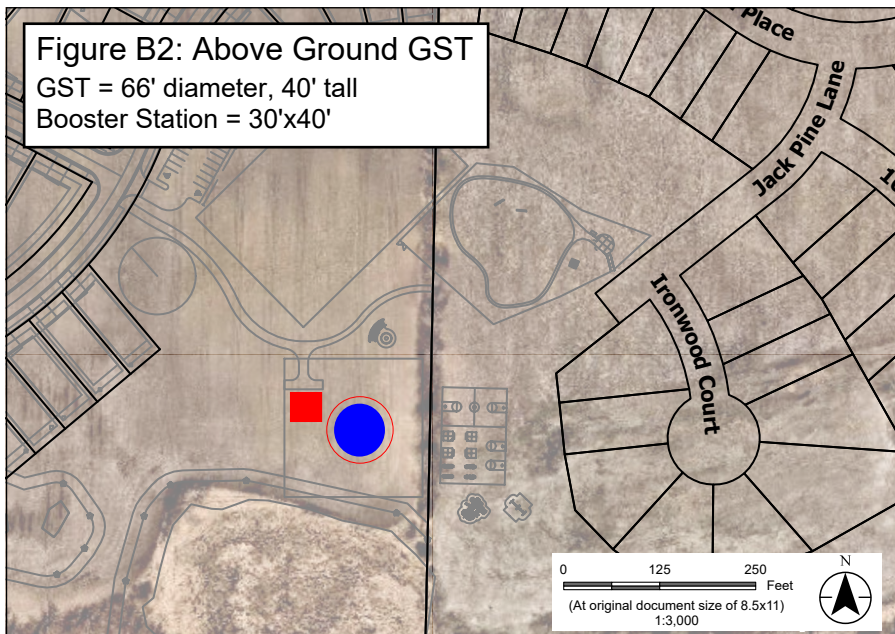 Figure B2: Above Ground GST
GST = 66' diameter, 40' tall
Booster Station = 30'x40'
Place
Jack Pine Lane
Ironwood Court
0 125 250
Feet
(At original document size of 8.5x11)
1:3,000
N